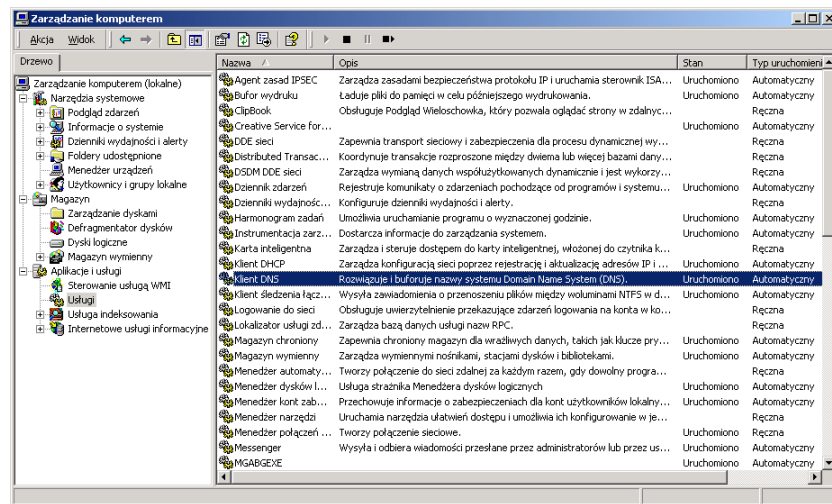 Zarządzanie komputerem
Akcja Widok
Drzewo
Zarządzanie komputerem (lokalne)
Narzędzia systemowe
Podgląd zdarzeń
Informacje o systemie
Dzienniki wydajności i alerty
Foldery udostępnione
Menedżer urządzeń
Użytkownicy i grupy lokalne
Magazyn
Zarządzanie dyskami
Defragmentator dysków
Dyski logiczne
Magazyn wymienny
Aplikacje i usługi
Sterowanie usługą WMI
Usługi
Usługa indeksowania
Internetowe usługi informacyjne
Nazwa Opis Stan Typ uruchomieni
Agent zasad IPSEC Zarządza zasadami bezpieczeństwa protokołu IP i uruchamia sterownik ISA... Uruchomiono Automatyczny
Bufor wydruku Ładuje pliki do pamięci w celu późniejszego wydrukowania. Uruchomiono Automatyczny
ClipBook Obsługuje Podgląd Wieloschowka, który pozwala oglądać strony w zdalnyc... Ręczna
Creative Service for... Uruchomiono Automatyczny
DDE sieci Zapewnia transport sieciowy i zabezpieczenia dla procesu dynamicznej wy... Ręczna
Distributed Transac... Koordynuje transakcje rozproszone między dwiema lub więcej bazami dany... Ręczna
DSDM DDE sieci Zarządza wymianą danych współużytkowanych dynamicznie i jest wykorzy... Ręczna
Dziennik zdarzeń Rejestruje komunikaty o zdarzeniach pochodzące od programów i systemu... Uruchomiono Automatyczny
Dzienniki wydajnośc... Konfiguruje dzienniki wydajności i alerty. Ręczna
Harmonogram zadań Umożliwia uruchamianie programu o wyznaczonej godzinie. Uruchomiono Automatyczny
Instrumentacja zarz... Dostarcza informacje do zarządzania systemem. Uruchomiono Automatyczny
Karta inteligentna Zarządza i steruje dostępem do karty inteligentnej, włożonej do czytnika k... Ręczna
Klient DHCP Zarządza konfiguracją sieci poprzez rejestrację i aktualizację adresów IP i ... Uruchomiono Automatyczny
Klient DNS Rozwiązuje i buforuje nazwy systemu Domain Name System (DNS). Uruchomiono Automatyczny
Klient śledzenia łącz... Wysyła zawiadomienia o przenoszeniu plików między woluminami NTFS w d... Uruchomiono Automatyczny
Logowanie do sieci Obsługuje uwierzytelnienie przekazujące zdarzeń logowania na konta w ko... Ręczna
Lokalizator usługi zd... Zarządza bazą danych usługi nazw RPC. Ręczna
Magazyn chroniony Zapewnia chroniony magazyn dla wrażliwych danych, takich jak klucze pry... Uruchomiono Automatyczny
Magazyn wymienny Zarządza wymiennymi nośnikami, stacjami dysków i bibliotekami. Uruchomiono Automatyczny
Menedżer automaty... Tworzy połączenie do sieci zdalnej za każdym razem, gdy dowolny progra... Ręczna
Menedżer dysków l... Usługa strażnika Menedżera dysków logicznych Uruchomiono Automatyczny
Menedżer kont zab... Przechowuje informacje o zabezpieczeniach dla kont użytkowników lokalny... Uruchomiono Automatyczny
Menedżer narzędzi Uruchamia narzędzia ułatwień dostępu i umożliwia ich konfigurowanie w je... Ręczna
Menedżer połączeń ... Tworzy połączenie sieciowe. Uruchomiono Ręczna
Messenger Wysyła i odbiera wiadomości przesłane przez administratorów lub przez us... Uruchomiono Automatyczny
MGABGEXE Uruchomiono Automatyczny